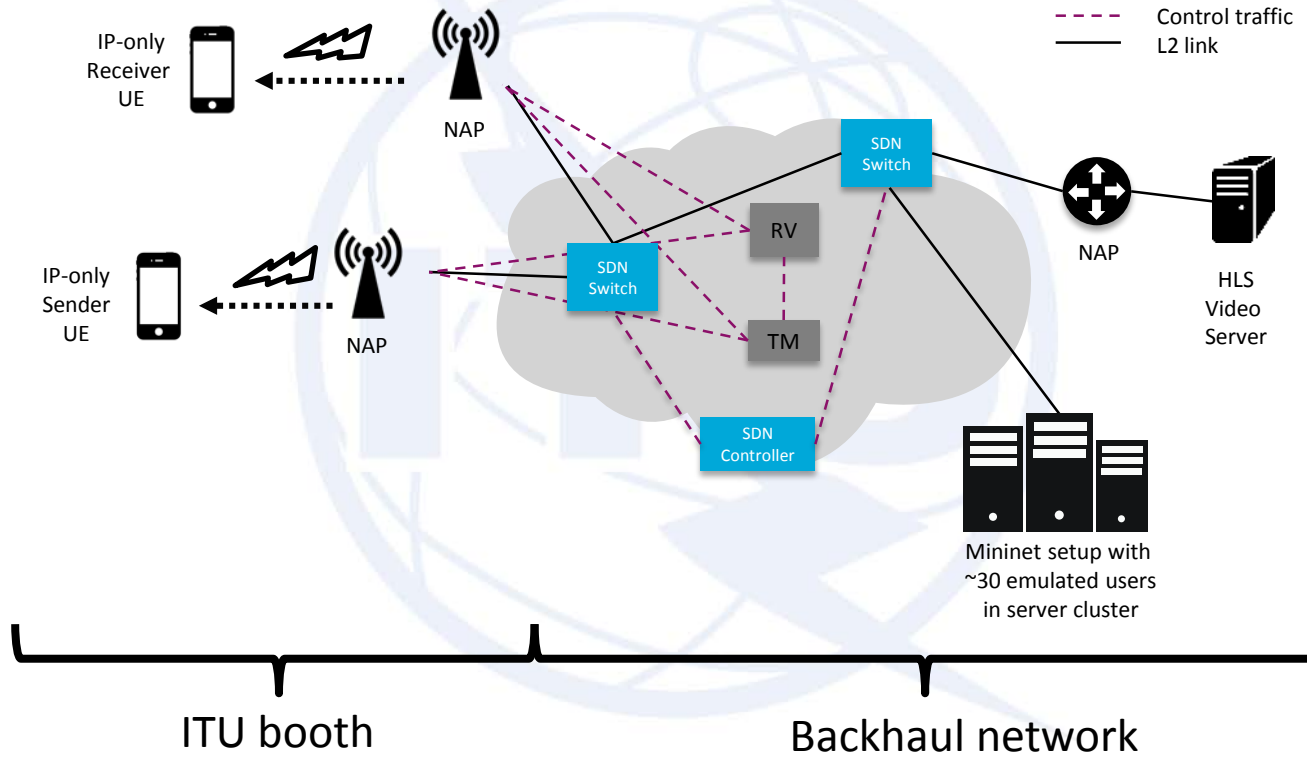 Control traffic
L2 link
IP-only
Receiver
UE
NAP
SDN
Switch
RV
NAP
HLS
Video
Server
IP-only
Sender
UE
NAP
SDN
Switch
TM
SDN
Controller
Mininet setup with
~30 emulated users
in server cluster
ITU booth
Backhaul network